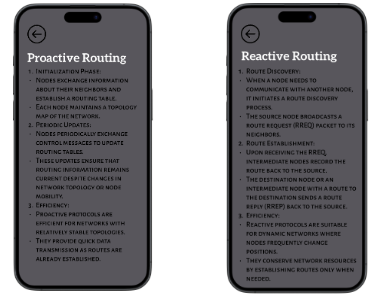 Proactive Routing
1. Initialization Phase:
· Nodes exchange information
about their neighbors and
establish a routing table.
· Each node maintains a topology
map of the network.
2. Periodic Updates:
· Nodes periodically exchange
control messages to update
routing tables.
· These updates ensure that
routing information remains
current despite changes in
network topology or node
mobility.
3. Efficiency:
· Proactive protocols are
efficient for networks with
relatively stable topologies.
· They provide quick data
transmission as routes are
already established.
Reactive Routing
1. Route Discovery:
· When a node needs to
communicate with another node,
it initiates a route discovery
process.
· The source node broadcasts a
route request (RREQ) packet to its
neighbors.
2. Route Establishment:
· Upon receiving the RREQ,
intermediate nodes record the
route back to the source.
· The destination node or an
intermediate node with a route to
the destination sends a route
reply (RREP) back to the source.
3. Efficiency:
· Reactive protocols are suitable
for dynamic networks where
nodes frequently change
positions.
· They conserve network resources
by establishing routes only when
needed.